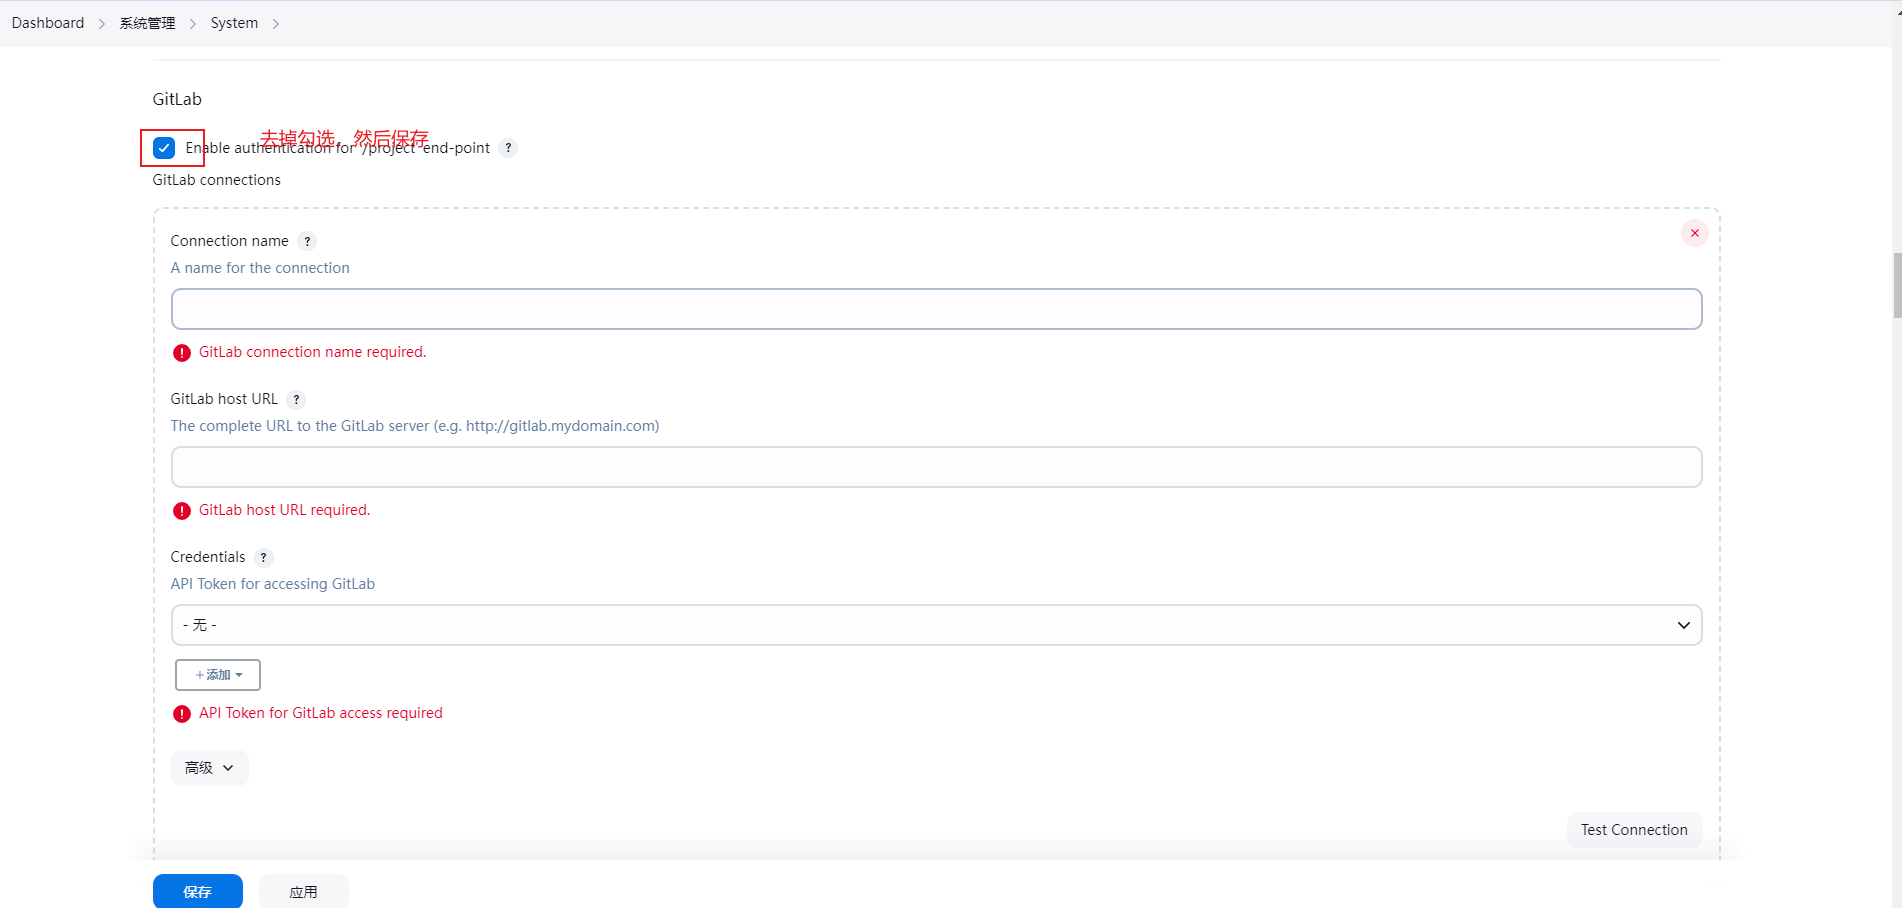 Dashboard > 系统管理 > System >
GitLab
去掉勾选，然后保存
Enable authentication for '/project' end-point ?
GitLab connections
Connection name ?
A name for the connection
GitLab connection name required.
GitLab host URL ?
The complete URL to the GitLab server (e.g. http://gitlab.mydomain.com)
GitLab host URL required.
Credentials ?
API Token for accessing GitLab
- 无 -
+添加
API Token for GitLab access required
高级
Test Connection
保存 应用